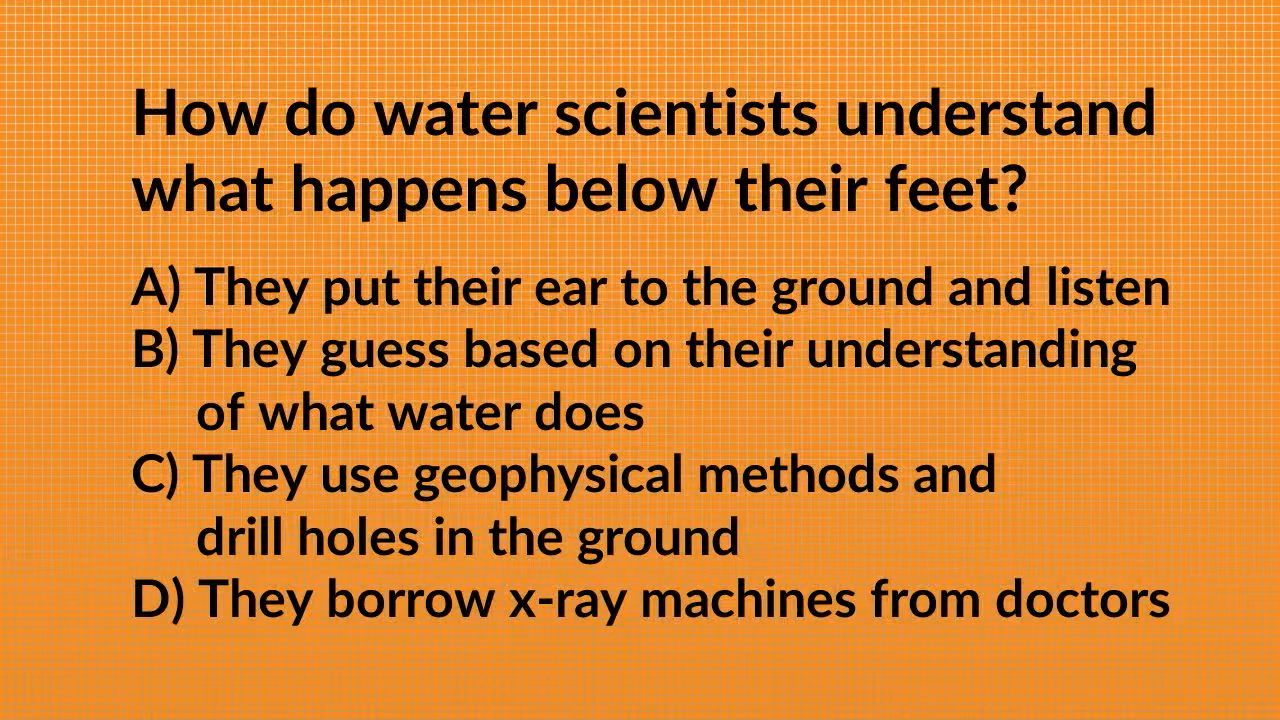 How do water scientists understand
what happens below their feet?
A) They put their ear to the ground and listen
B) They guess based on their understanding
of what water does
C) They use geophysical methods and
drill holes in the ground
D) They borrow x-ray machines from doctors